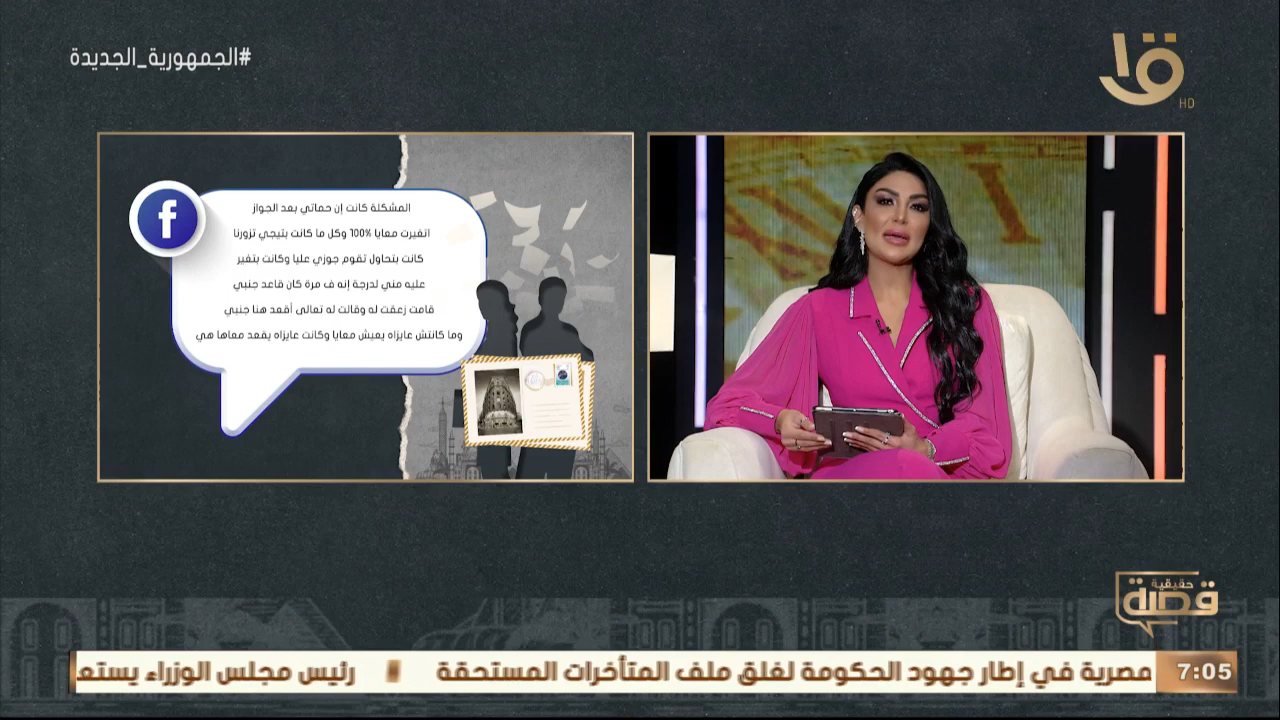 #الجمهورية_الجديدة
HD
المشكلة كانت إن حماتي بعد الجواز
اتغيرت معايا 100% وكل ما كانت بتيجي تزورنا
كانت بتحاول تقوم جوزي عليا وكانت بتغير
عليه مني لدرجة إنه ف مرة كان قاعد جنبي
قامت زعقت له وقالت له تعالى أقعد هنا جنبي
وما كانتش عايزاه يعيش معايا وكانت عايزاه يقعد معاها هي
قصة حقيقية
7:05
مصرية في إطار جهود الحكومة لغلق ملف المتأخرات المستحقة
رئيس مجلس الوزراء يستعـ